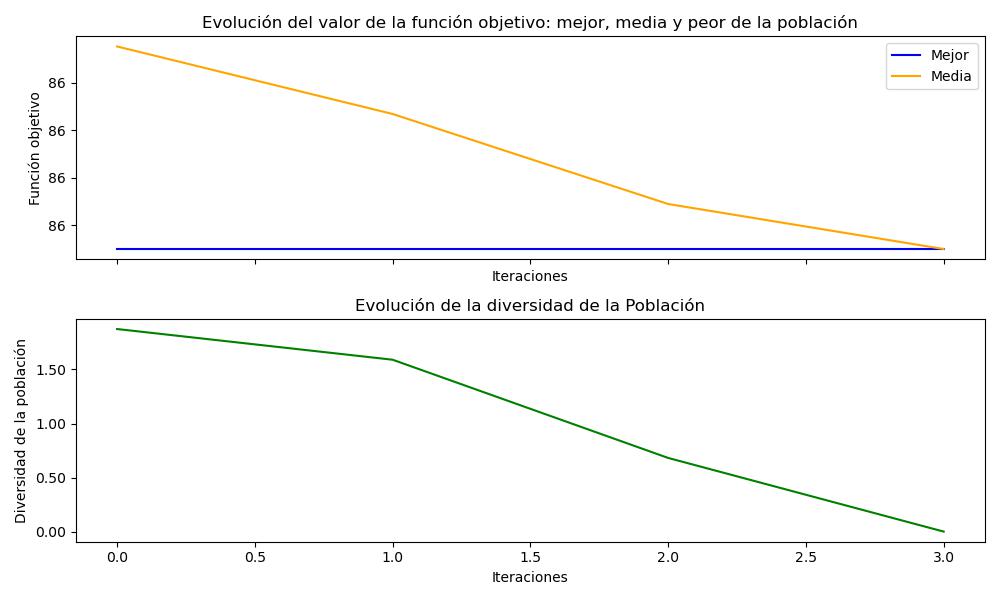 Evolución del valor de la función objetivo: mejor, media y peor de la población
Mejor
Media
86
86
86
86
Función objetivo
Iteraciones
Evolución de la diversidad de la Población
1.50
1.00
0.50
0.00
Diversidad de la población
0.0 0.5 1.0 1.5 2.0 2.5 3.0
Iteraciones